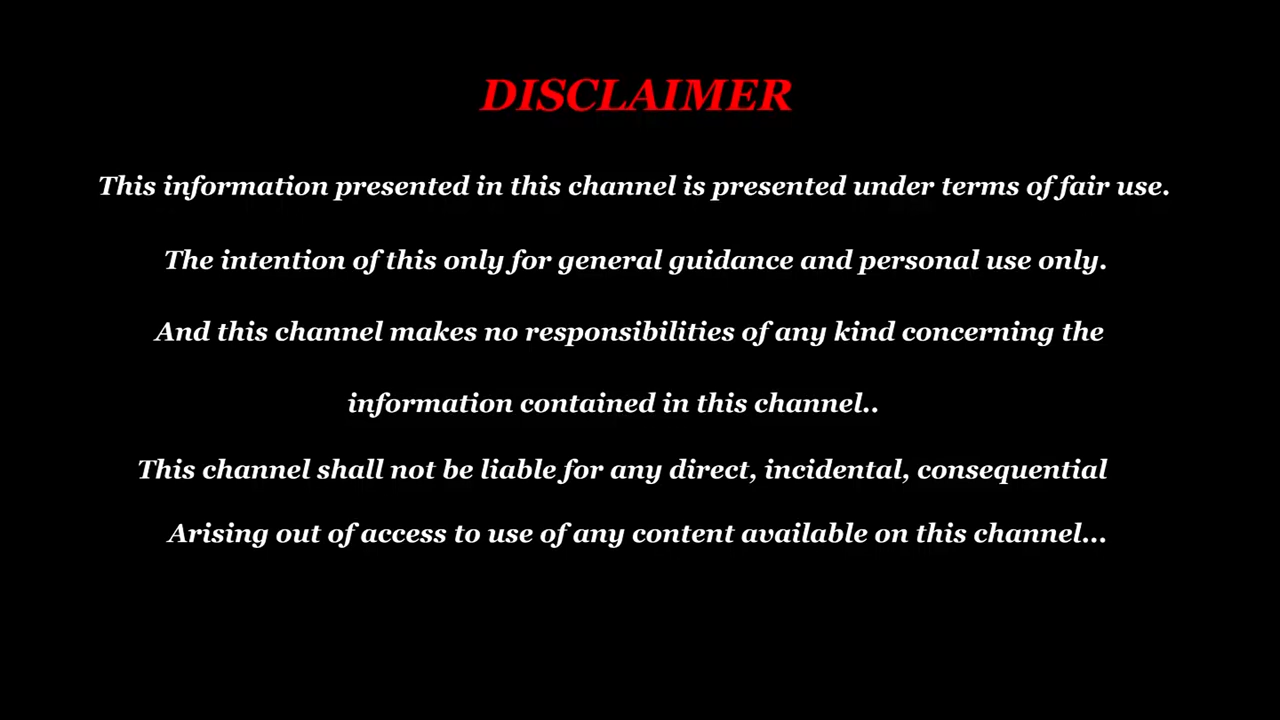 DISCLAIMER
This information presented in this channel is presented under terms of fair use.
The intention of this only for general guidance and personal use only.
And this channel makes no responsibilities of any kind concerning the
information contained in this channel..
This channel shall not be liable for any direct, incidental, consequential
Arising out of access to use of any content available on this channel...